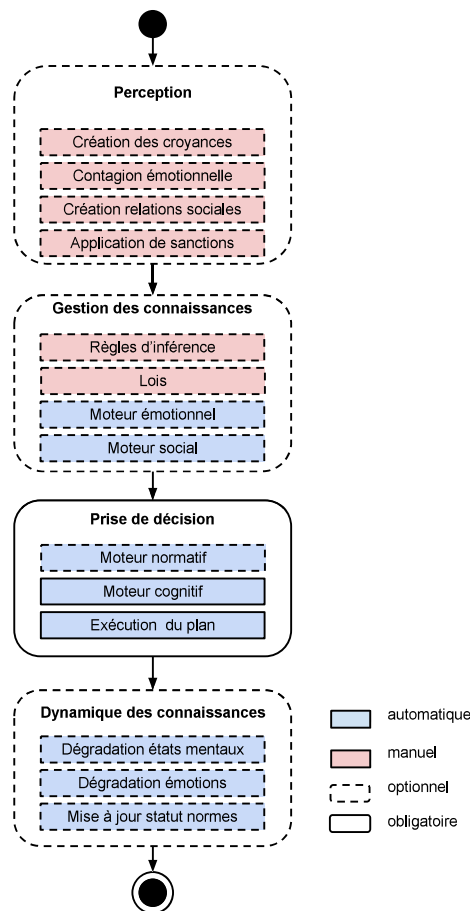 Perception
Création des croyances
Contagion émotionnelle
Création relations sociales
Application de sanctions
Gestion des connaissances
Règles d'inférence
Lois
Moteur émotionnel
Moteur social
Prise de décision
Moteur normatif
Moteur cognitif
Exécution du plan
Dynamique des connaissances
Dégradation états mentaux
Dégradation émotions
Mise à jour statut normes
automatique
manuel
optionnel
obligatoire